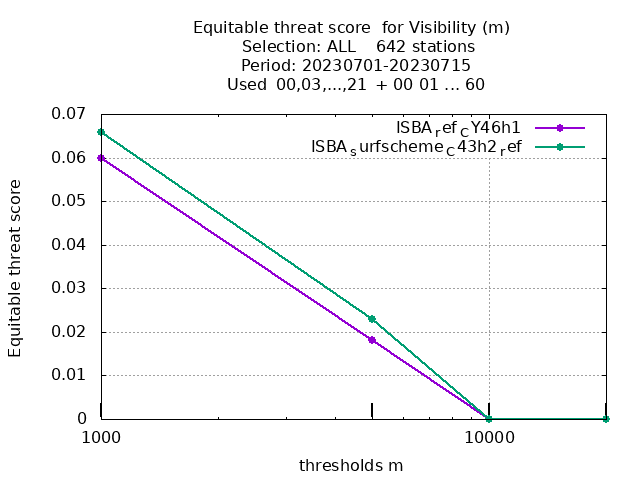 Equitable threat score  for Visibility (m)
Selection: ALL    642 stations
Period: 20230701-20230715
Used  00,03,...,21  + 00 01 ... 60
0.07
ISBA_ref_CY46h1
ISBA_surfscheme_C43h2_ref
0.06
0.05
0.04
0.03
0.02
0.01
0
Equitable threat score
1000
10000
thresholds m